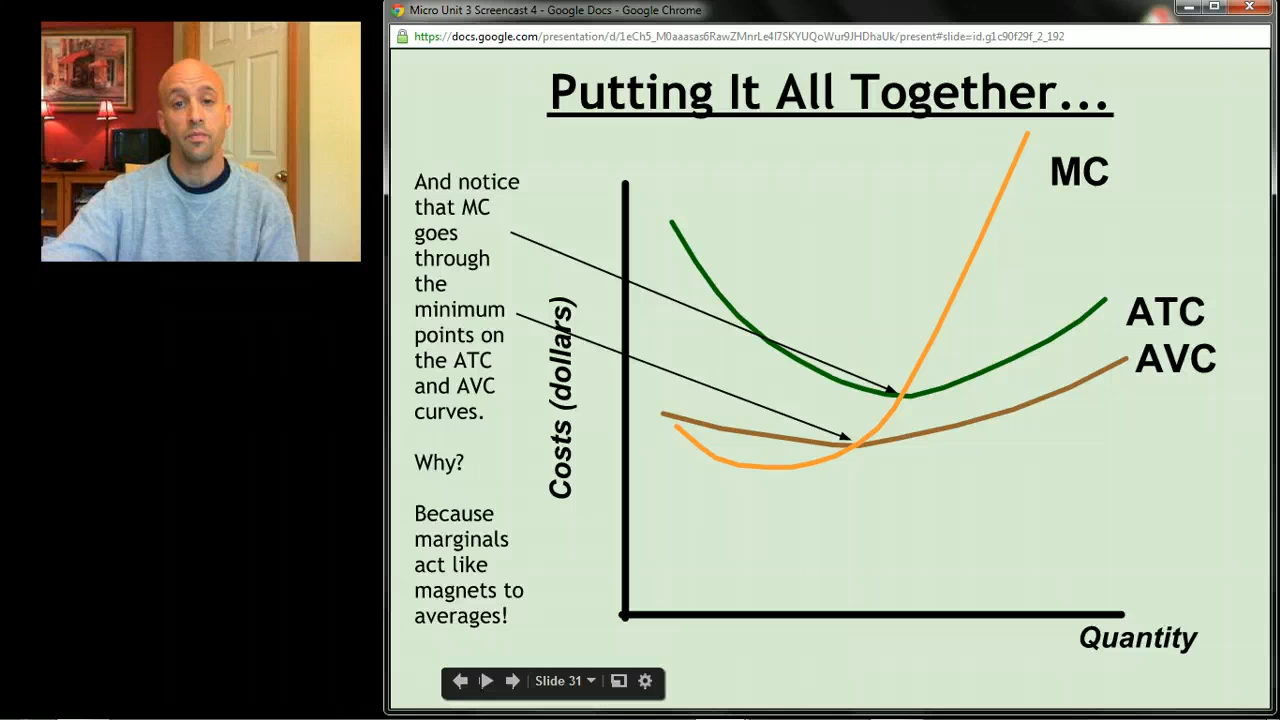 Micro Unit 3 Screencast 4 - Google Docs - Google Chrome
https://docs.google.com/presentation/d/1eCh5_M0aaasas6RawZMnrLe4I7SKYUQoWur9JHDhaUk/present#slide=id.g1c90f29f_2_192
Putting It All Together...
MC
And notice
that MC
goes
through
the
minimum
points on
the ATC
and AVC
curves.
Why?
Because
marginals
act like
magnets to
averages!
Costs (dollars)
ATC
AVC
Quantity
Slide 31